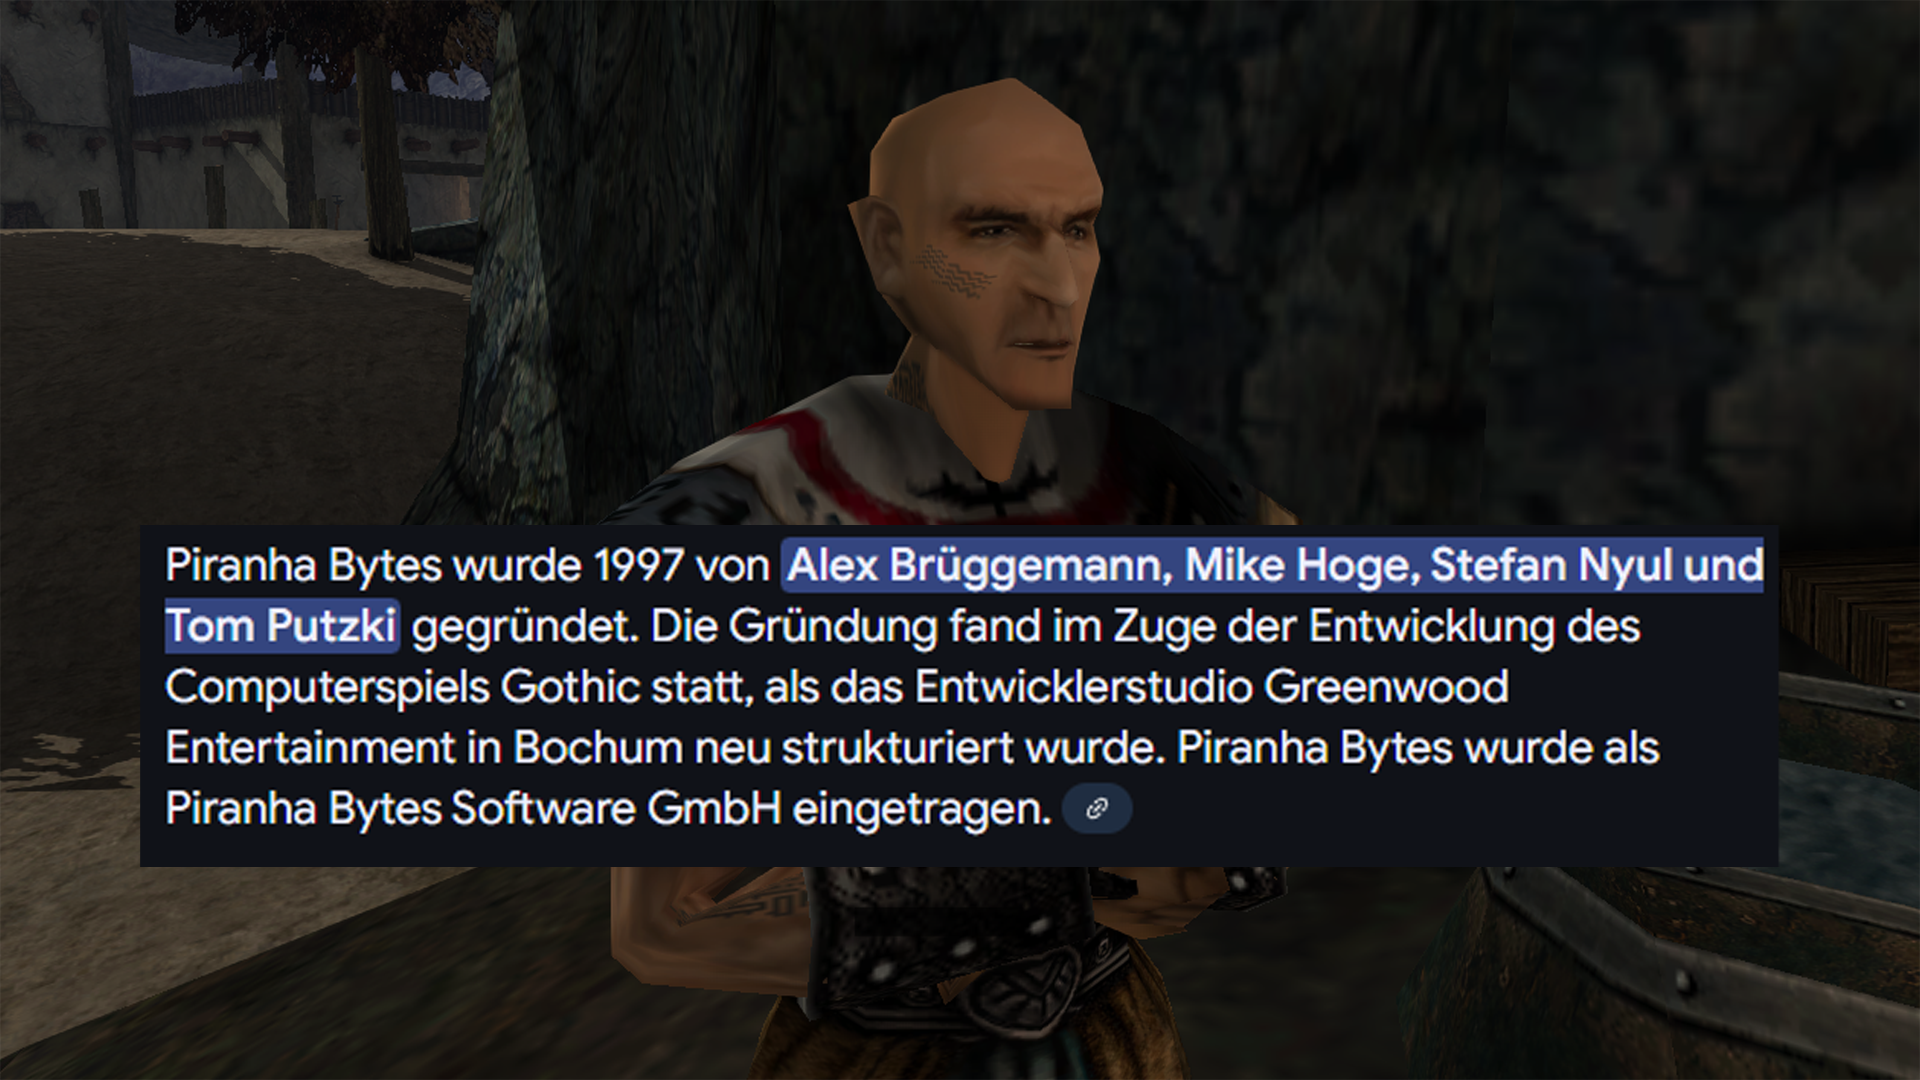 Piranha Bytes wurde 1997 von Alex Brüggemann, Mike Hoge, Stefan Nyul und
Tom Putzki gegründet. Die Gründung fand im Zuge der Entwicklung des
Computerspiels Gothic statt, als das Entwicklerstudio Greenwood
Entertainment in Bochum neu strukturiert wurde. Piranha Bytes wurde als
Piranha Bytes Software GmbH eingetragen.